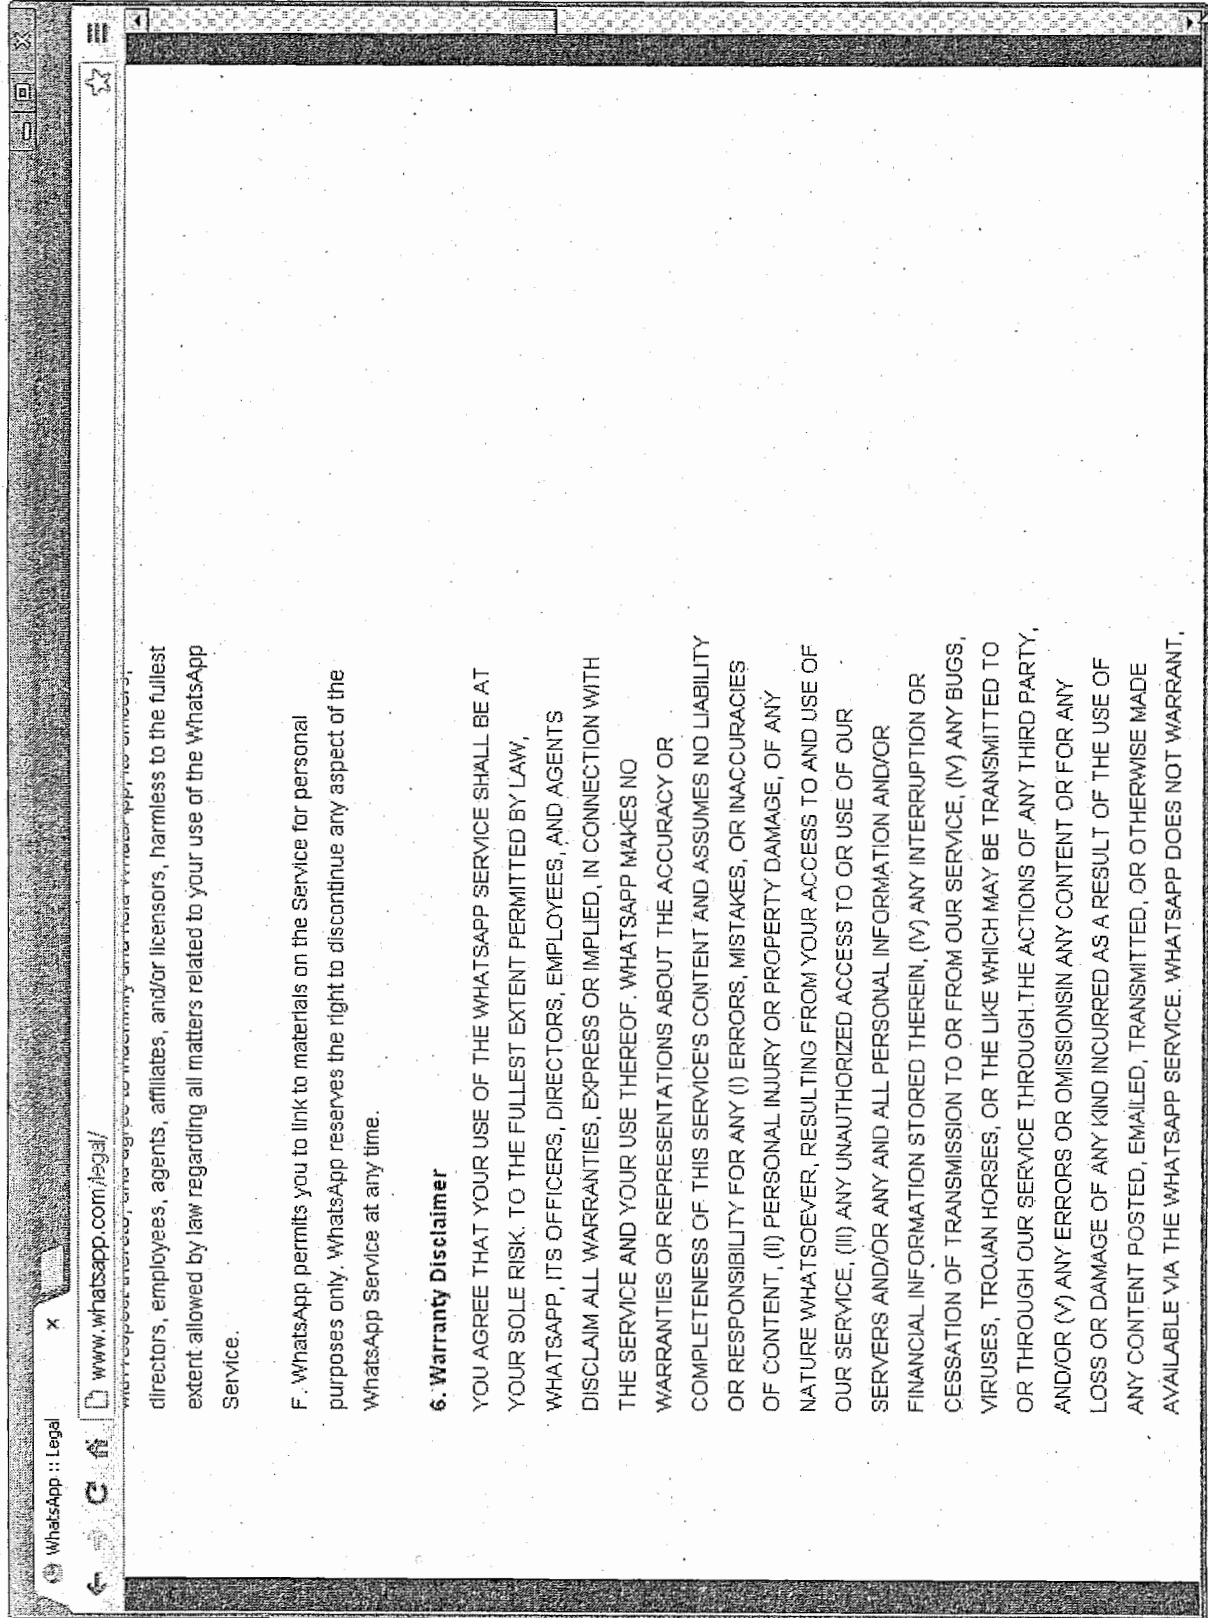 WhatsApp :: Legal
www.whatsapp.com/legal/
with respect thereto, and agree to indemnify and hold WhatsApp, its officers,
directors, employees, agents, affiliates, and/or licensors, harmless to the fullest
extent allowed by law regarding all matters related to your use of the WhatsApp
Service.
F. WhatsApp permits you to link to materials on the Service for personal
purposes only. WhatsApp reserves the right to discontinue any aspect of the
WhatsApp Service at any time.
6. Warranty Disclaimer
YOU AGREE THAT YOUR USE OF THE WHATSAPP SERVICE SHALL BE AT
YOUR SOLE RISK. TO THE FULLEST EXTENT PERMITTED BY LAW,
WHATSAPP, ITS OFFICERS, DIRECTORS, EMPLOYEES, AND AGENTS
DISCLAIM ALL WARRANTIES, EXPRESS OR IMPLIED, IN CONNECTION WITH
THE SERVICE AND YOUR USE THEREOF. WHATSAPP MAKES NO
WARRANTIES OR REPRESENTATIONS ABOUT THE ACCURACY OR
COMPLETENESS OF THIS SERVICE'S CONTENT AND ASSUMES NO LIABILITY
OR RESPONSIBILITY FOR ANY (I) ERRORS, MISTAKES, OR INACCURACIES
OF CONTENT, (II) PERSONAL INJURY OR PROPERTY DAMAGE, OF ANY
NATURE WHATSOEVER, RESULTING FROM YOUR ACCESS TO AND USE OF
OUR SERVICE, (III) ANY UNAUTHORIZED ACCESS TO OR USE OF OUR
SERVERS AND/OR ANY AND ALL PERSONAL INFORMATION AND/OR
FINANCIAL INFORMATION STORED THEREIN, (IV) ANY INTERRUPTION OR
CESSATION OF TRANSMISSION TO OR FROM OUR SERVICE, (IV) ANY BUGS,
VIRUSES, TROJAN HORSES, OR THE LIKE WHICH MAY BE TRANSMITTED TO
OR THROUGH OUR SERVICE THROUGH THE ACTIONS OF ANY THIRD PARTY,
AND/OR (V) ANY ERRORS OR OMISSIONSIN ANY CONTENT OR FOR ANY
LOSS OR DAMAGE OF ANY KIND INCURRED AS A RESULT OF THE USE OF
ANY CONTENT POSTED, EMAILED, TRANSMITTED, OR OTHERWISE MADE
AVAILABLE VIA THE WHATSAPP SERVICE. WHATSAPP DOES NOT WARRANT,